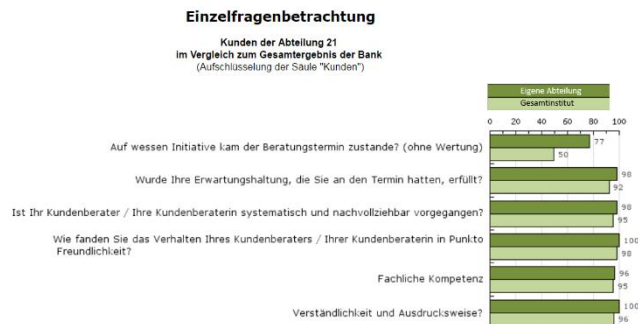 Einzelfragenbetrachtung
Kunden der Abteilung 21
im Vergleich zum Gesamtergebnis der Bank
(Aufschlüsselung der Säule "Kunden")
Eigene Abteilung
Gesamtinstitut
0 20 40 60 80 100
Auf wessen Initiative kam der Beratungstermin zustande? (ohne Wertung)
77
50
Wurde Ihre Erwartungshaltung, die Sie an den Termin hatten, erfüllt?
98
92
Ist Ihr Kundenberater / Ihre Kundenberaterin systematisch und nachvollziehbar vorgegangen?
98
95
Wie fanden Sie das Verhalten Ihres Kundenberaters / Ihrer Kundenberaterin in Punkto
Freundlichkeit?
100
98
Fachliche Kompetenz
96
95
Verständlichkeit und Ausdrucksweise?
100
96